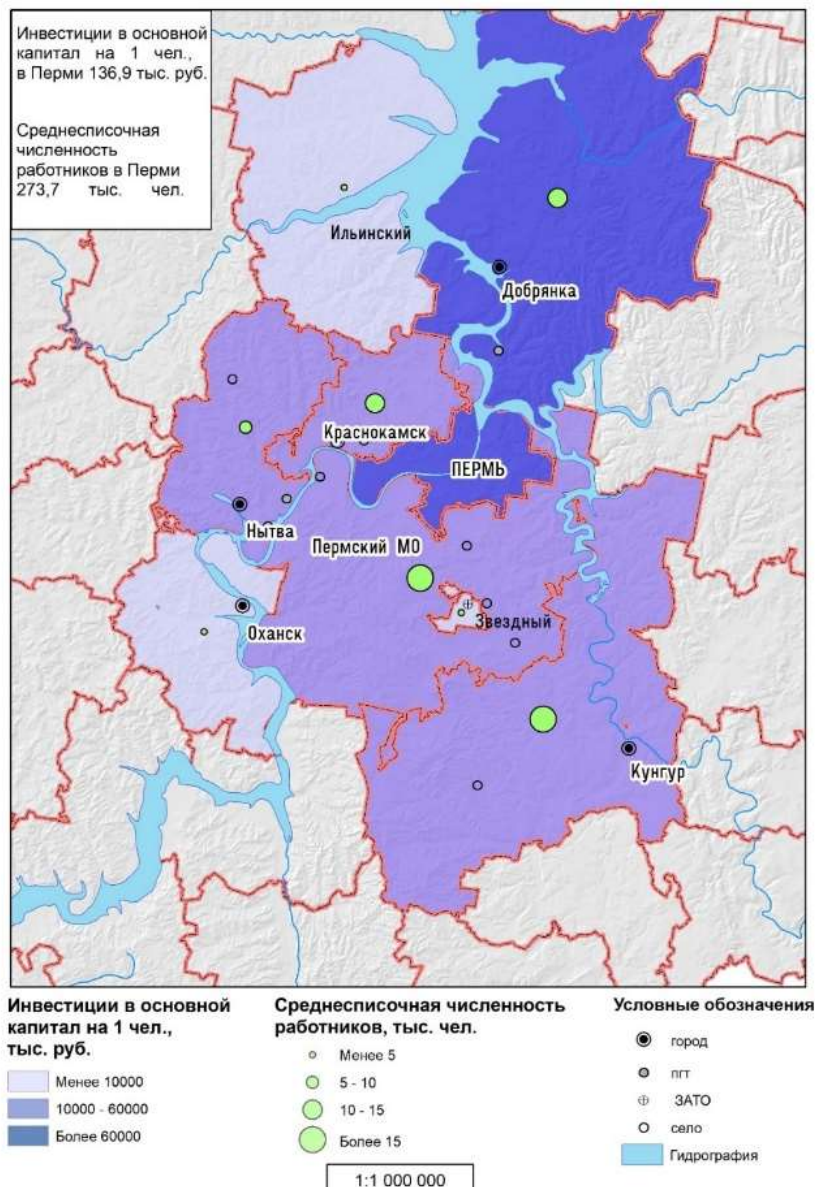 Инвестиции в основной
капитал на 1 чел.,
в Перми 136,9 тыс. руб.
Среднесписочная
численность
работников в Перми
273,7 тыс. чел.
Ильинский
Добрянка
Краснокамск
ПЕРМЬ
Нытва
Пермский МО
Оханск
Звездный
Кунгур
Инвестиции в основной
капитал на 1 чел.,
тыс. руб.
Менее 10000
10000 - 60000
Более 60000
Среднесписочная численность
работников, тыс. чел.
Менее 5
5 - 10
10 - 15
Более 15
1:1 000 000
Условные обозначения
город
пгт
ЗАТО
село
Гидрография